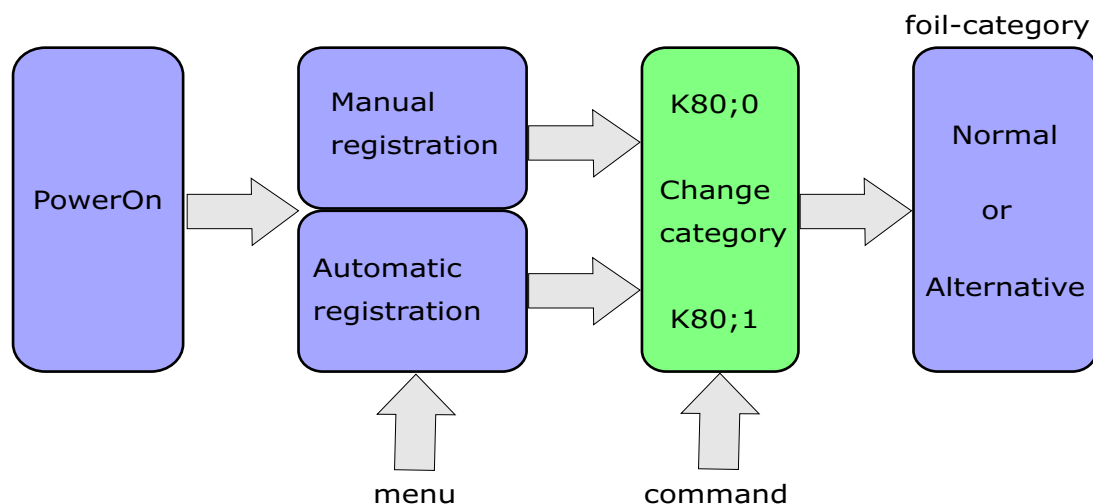 foil-category
PowerOn
Manual
registration
Automatic
registration
K80;0
Change
category
K80;1
Normal
or
Alternative
menu
command